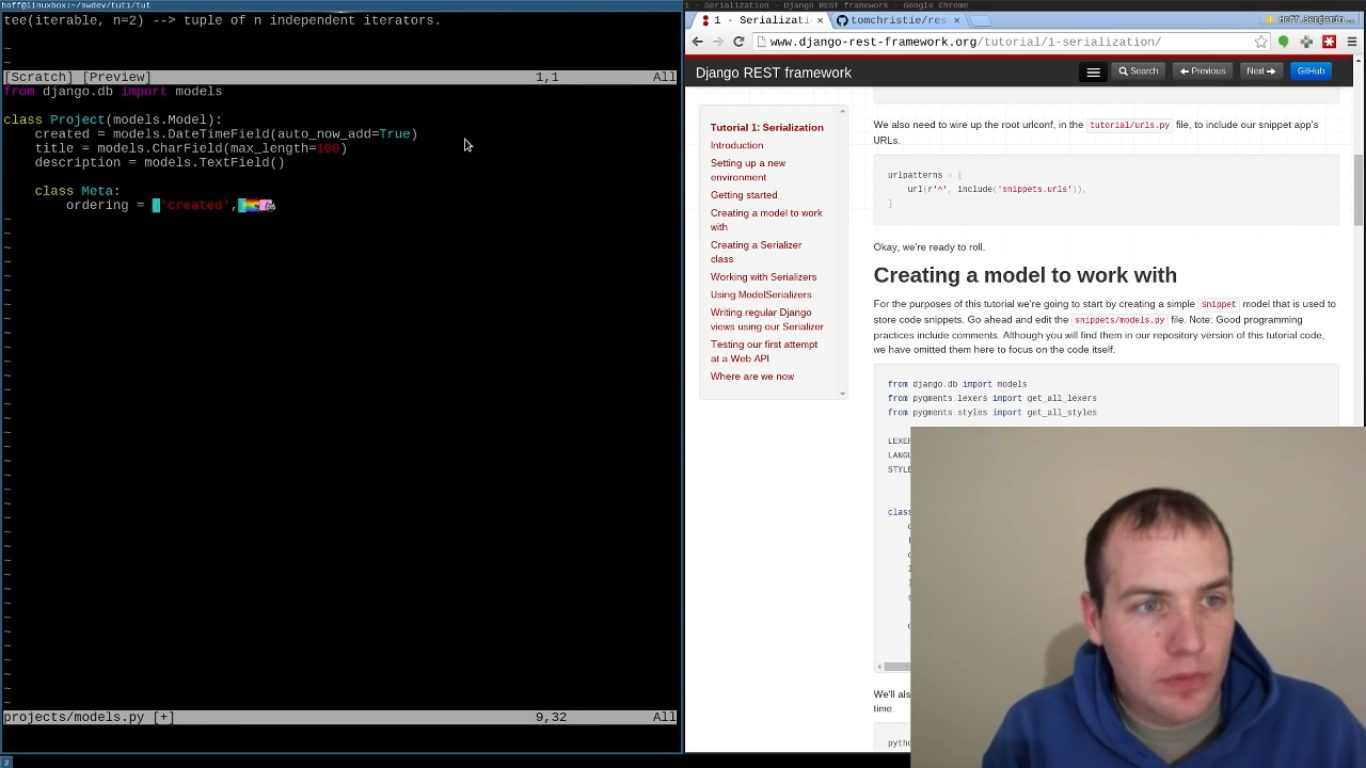 hoff@linuxbox:~/swdev/tuti/tut
tee(iterable, n=2) --> tuple of n independent iterators.
~
~
[Scratch] [Preview] 1,1 All
from django.db import models
class Project(models.Model):
created = models.DateTimeField(auto_now_add=True)
title = models.CharField(max_length=100)
description = models.TextField()
class Meta:
ordering = ('created',
projects/models.py [+] 9,32 All
2
1 - Serialization - Django REST framework - Google Chrome
1 - Serializati
tomchristie/res
www.django-rest-framework.org/tutorial/1-serialization/
Django REST framework
Search
Previous
Next
GitHub
Tutorial 1: Serialization
Introduction
Setting up a new
environment
Getting started
Creating a model to work
with
Creating a Serializer
class
Working with Serializers
Using ModelSerializers
Writing regular Django
views using our Serializer
Testing our first attempt
at a Web API
Where are we now
We also need to wire up the root urlconf, in the tutorial/urls.py file, to include our snippet app's
URLs.
urlpatterns = [
url(r'^', include('snippets.urls')),
]
Okay, we're ready to roll.
Creating a model to work with
For the purposes of this tutorial we're going to start by creating a simple Snippet model that is used to
store code snippets. Go ahead and edit the snippets/models.py file. Note: Good programming
practices include comments. Although you will find them in our repository version of this tutorial code,
we have omitted them here to focus on the code itself.
from django.db import models
from pygments.lexers import get_all_lexers
from pygments.styles import get_all_styles
LEXE
LANG
STYL
clas
We'll als
time.
pyth